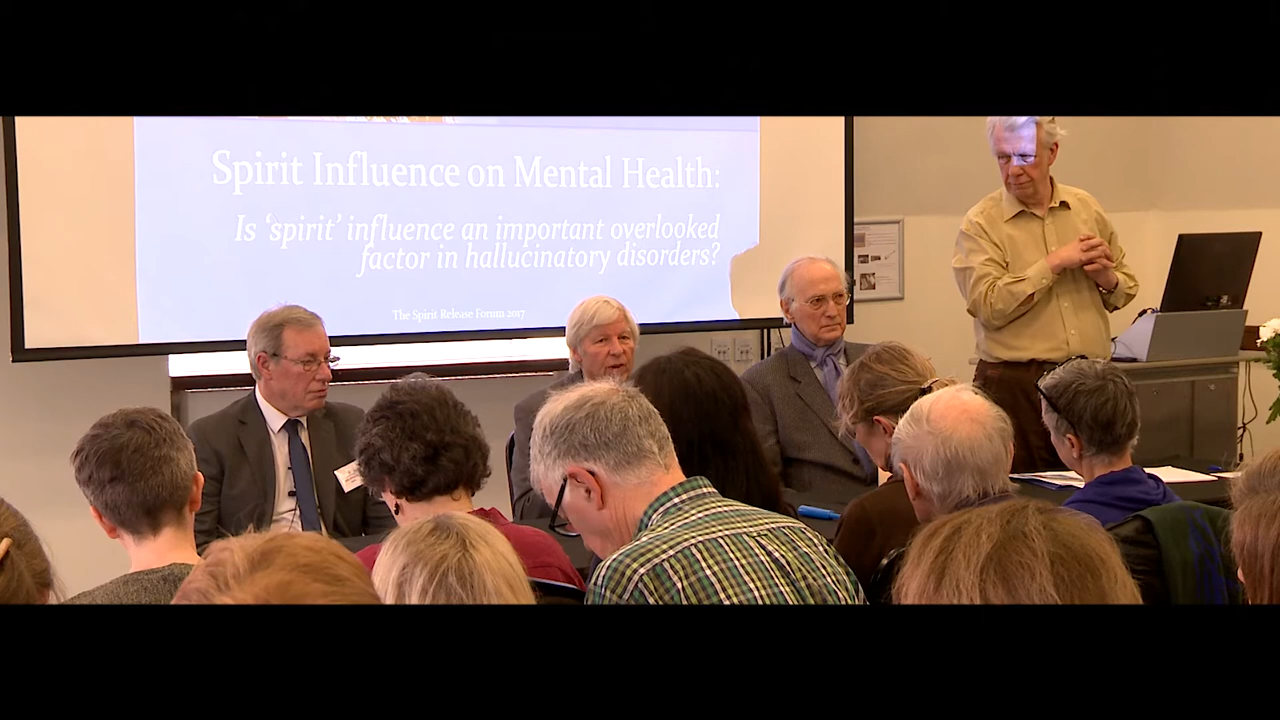 Spirit Influence on Mental Health:
Is ‘spirit’ influence an important overlooked
factor in hallucinatory disorders?
The Spirit Release Forum 2017